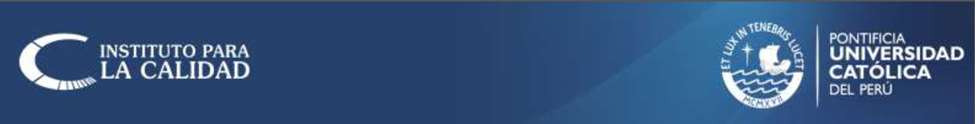 INSTITUTO PARA
LA CALIDAD
ET LUX IN TENEBRIS LUCET
MCMXVII
PONTIFICIA
UNIVERSIDAD
CATÓLICA
DEL PERÚ